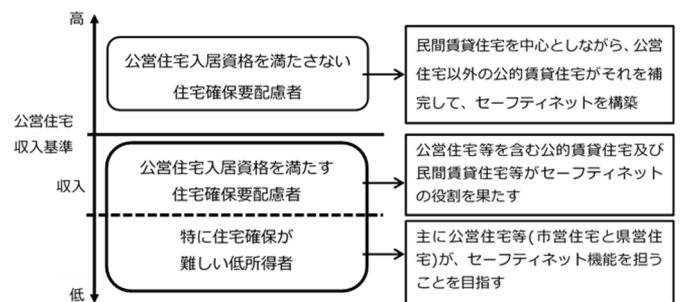 高
公営住宅入居資格を満たさない
住宅確保要配慮者
民間賃貸住宅を中心としながら、公営
住宅以外の公的賃貸住宅がそれを補
完して、セーフティネットを構築
公営住宅
収入基準
収入
公営住宅入居資格を満たす
住宅確保要配慮者
公営住宅等を含む公的賃貸住宅及び
民間賃貸住宅等がセーフティネット
の役割を果たす
特に住宅確保が
難しい低所得者
主に公営住宅等(市営住宅と県営住
宅)が、セーフティネット機能を担う
ことを目指す
低